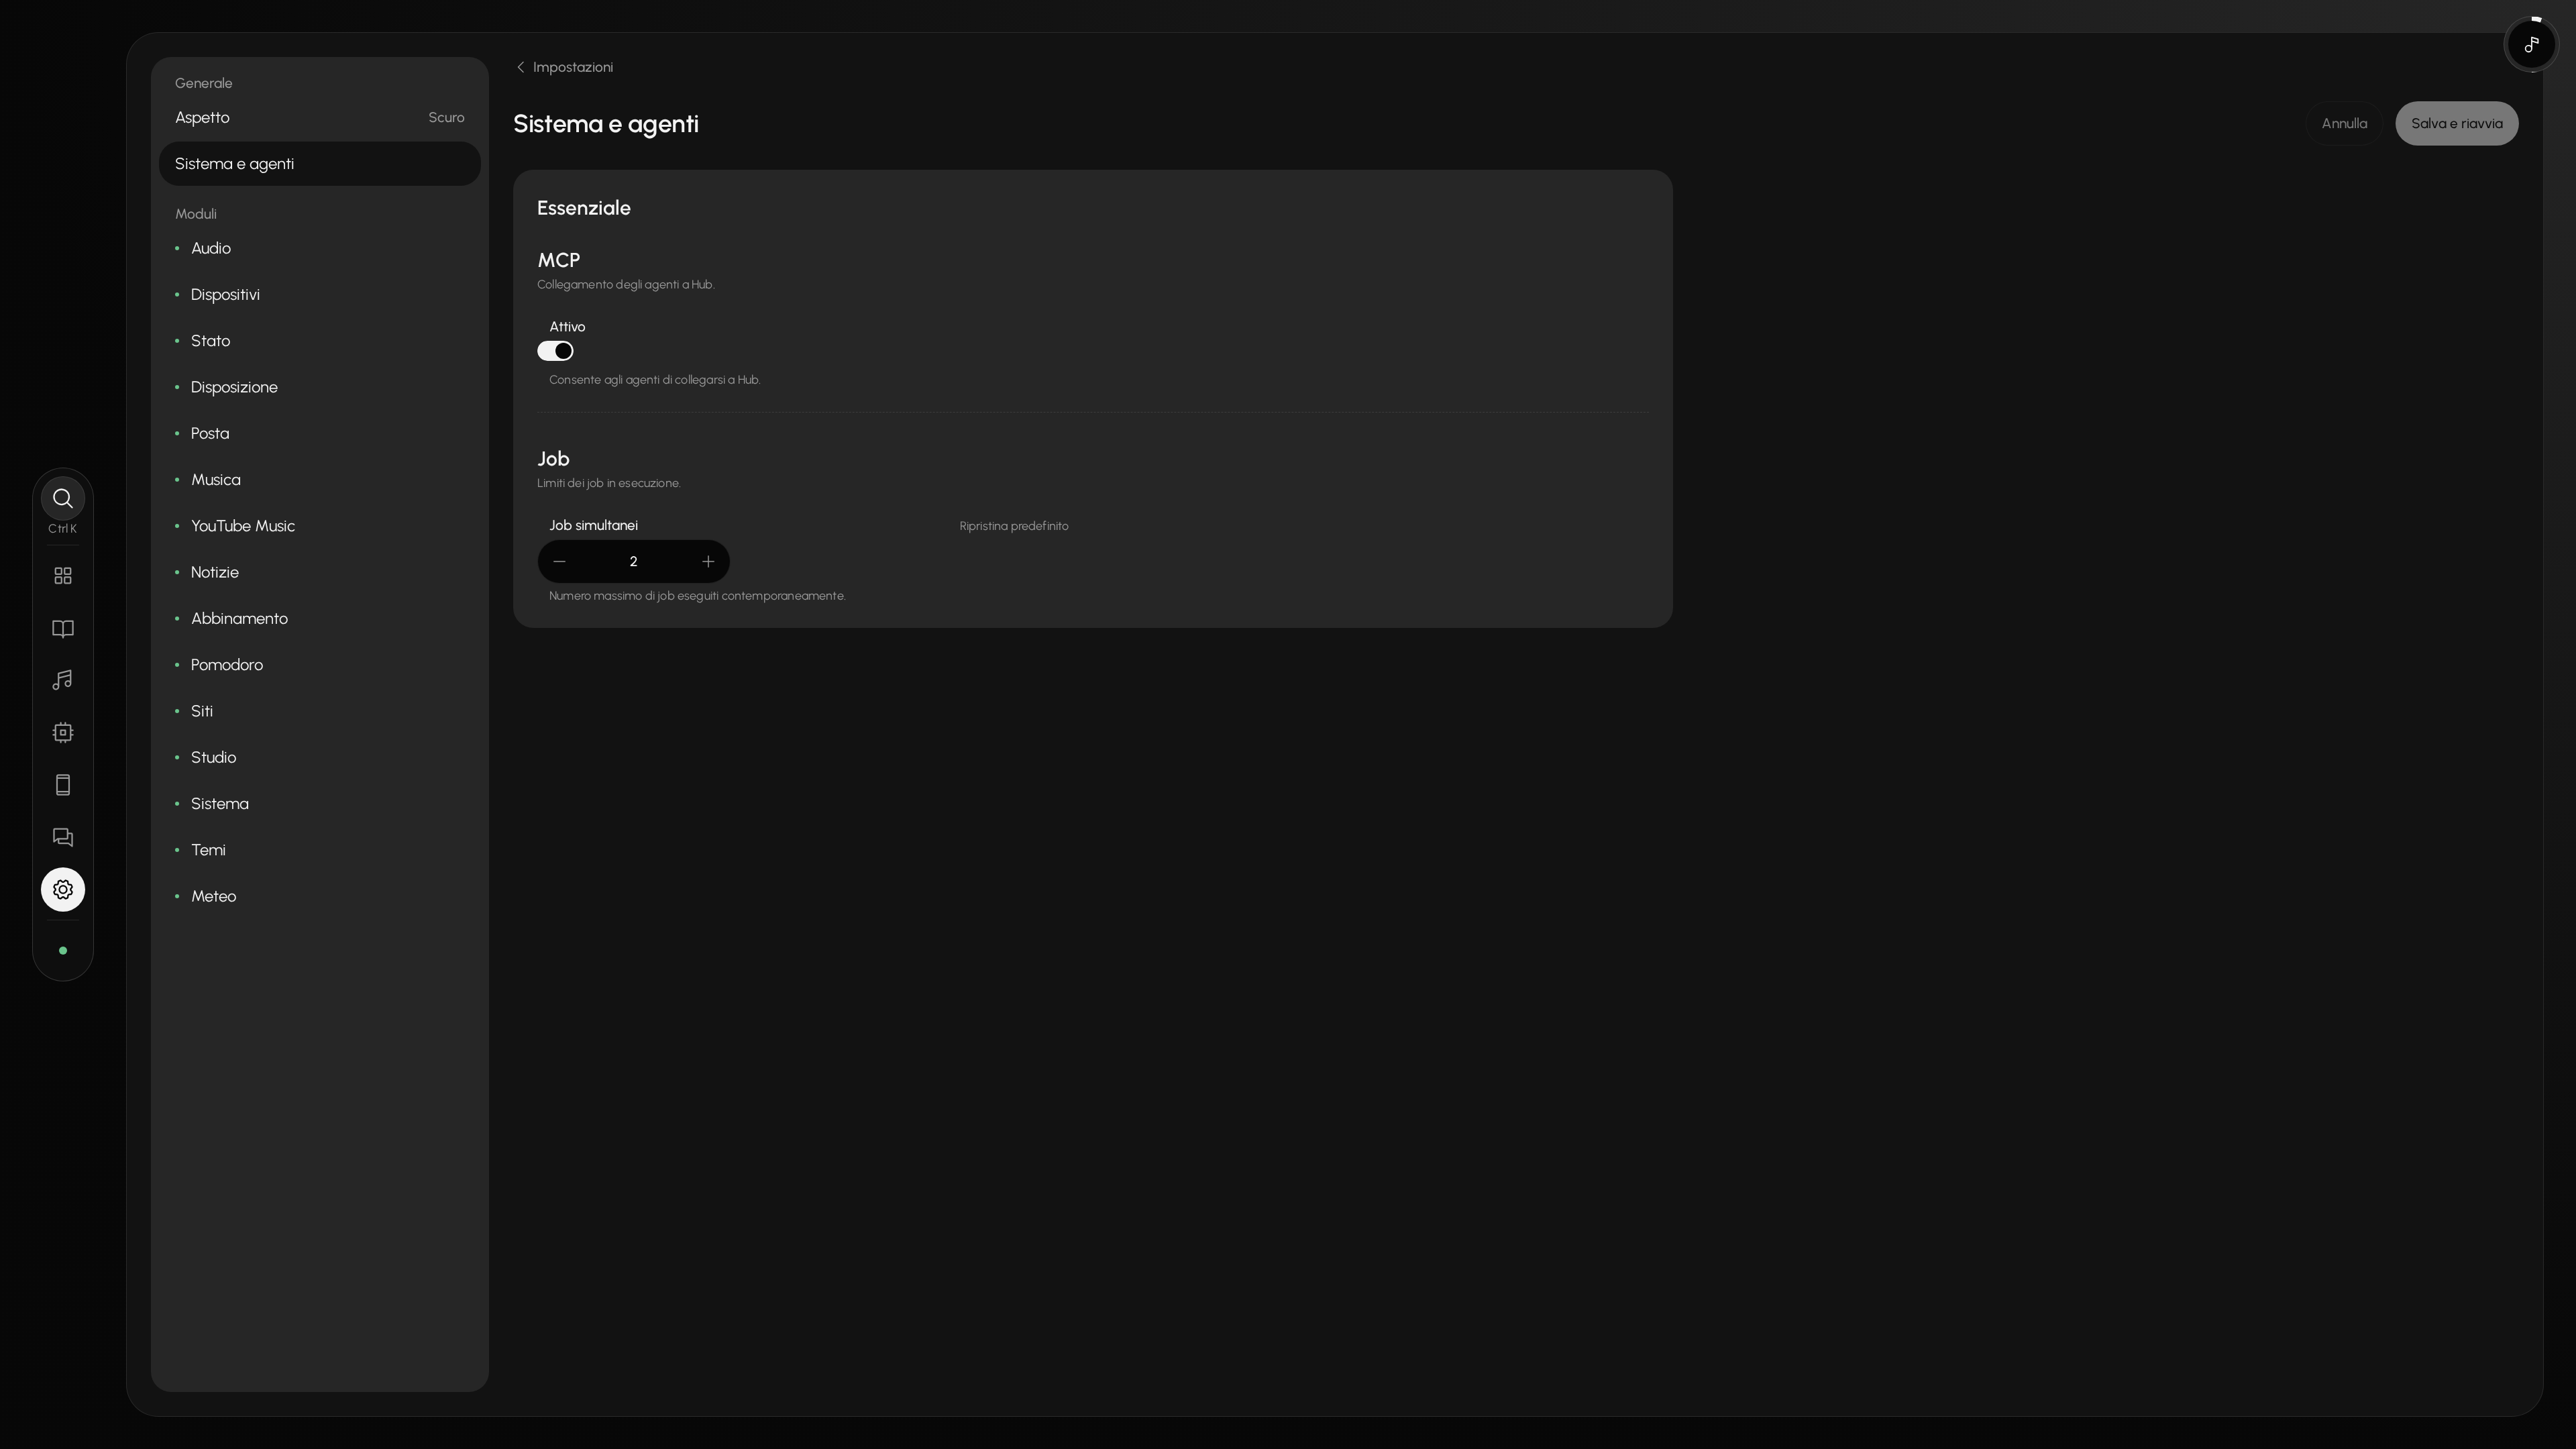 Generale
Aspetto
Scuro
Sistema e agenti
Moduli
Audio
Dispositivi
Stato
Disposizione
Posta
Musica
YouTube Music
Notizie
Abbinamento
Pomodoro
Siti
Studio
Sistema
Temi
Meteo
Ctrl K
Impostazioni
Sistema e agenti
Annulla
Salva e riavvia
Essenziale
MCP
Collegamento degli agenti a Hub.
Attivo
Consente agli agenti di collegarsi a Hub.
Job
Limiti dei job in esecuzione.
Job simultanei
Ripristina predefinito
2
Numero massimo di job eseguiti contemporaneamente.